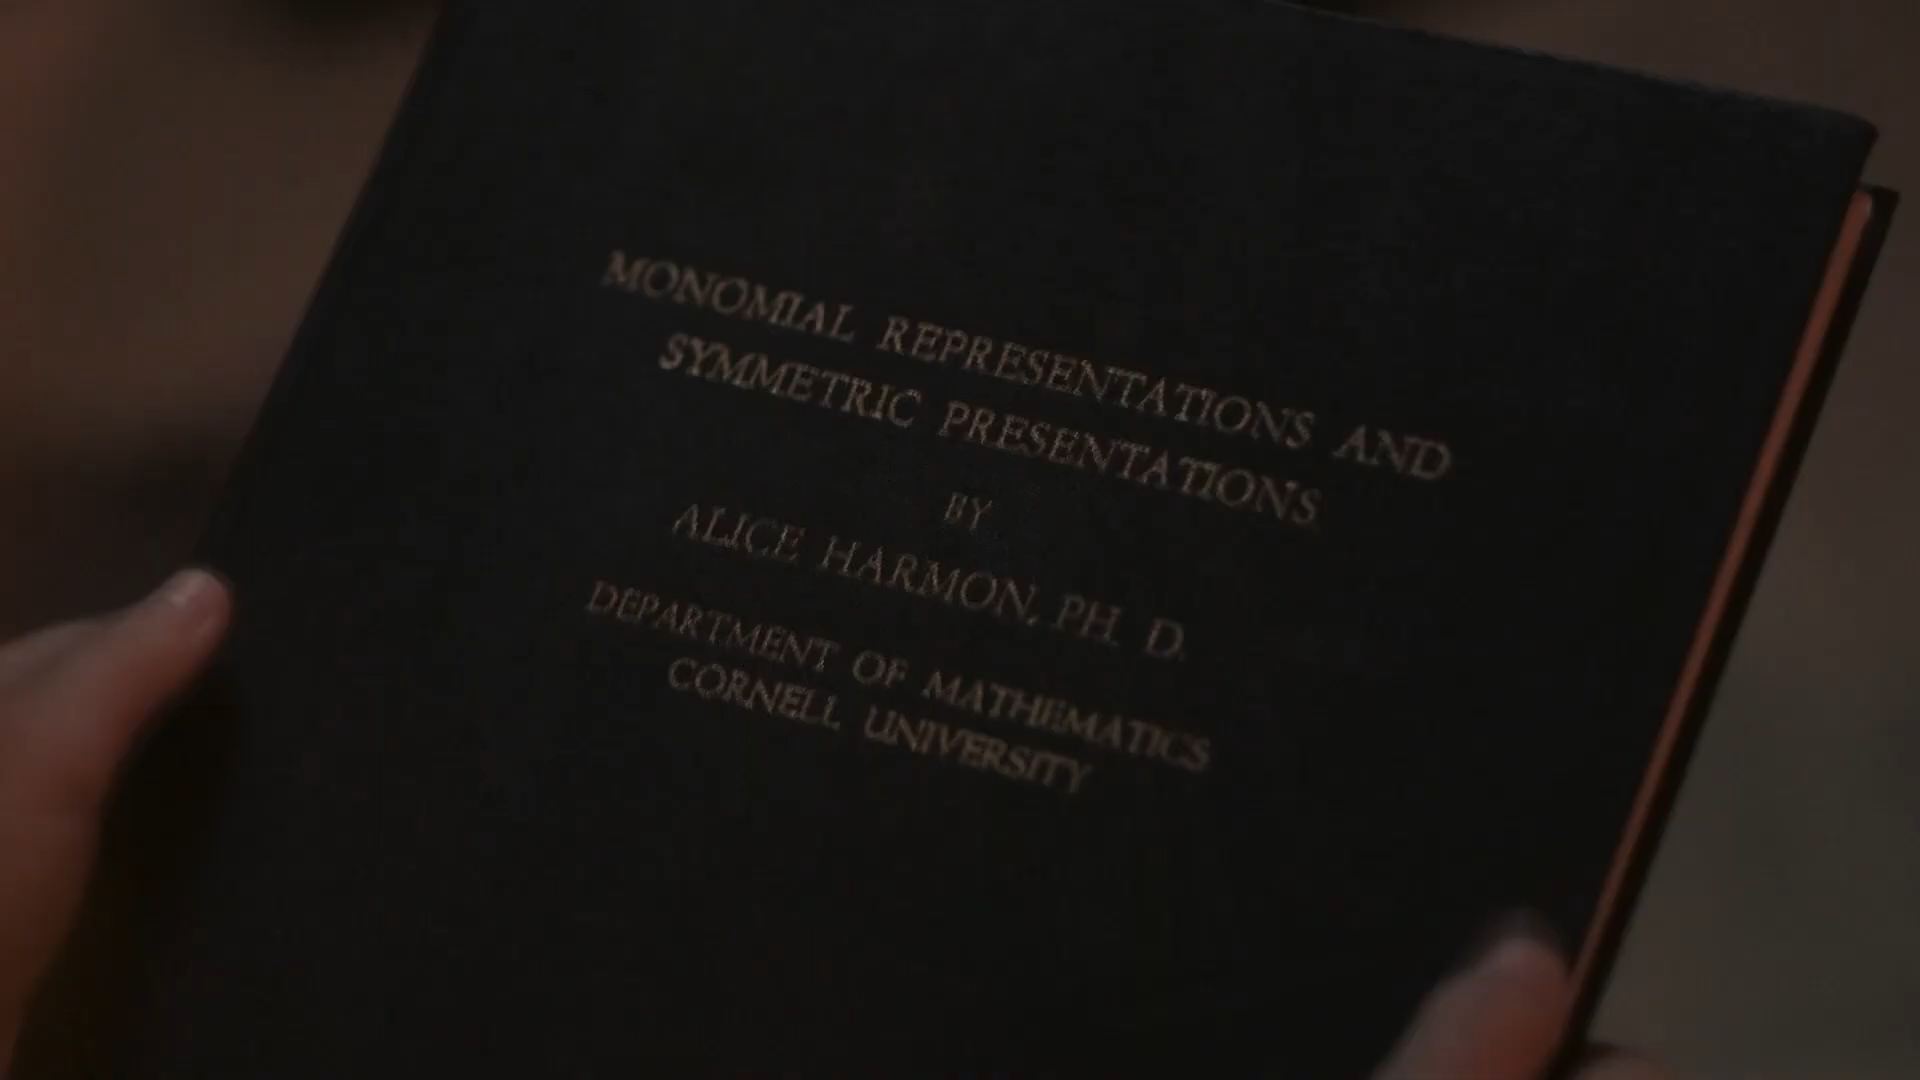 MONOMIAL REPRESENTATIONS AND
SYMMETRIC PRESENTATIONS
BY
ALICE HARMON, PH. D.
DEPARTMENT OF MATHEMATICS
CORNELL UNIVERSITY